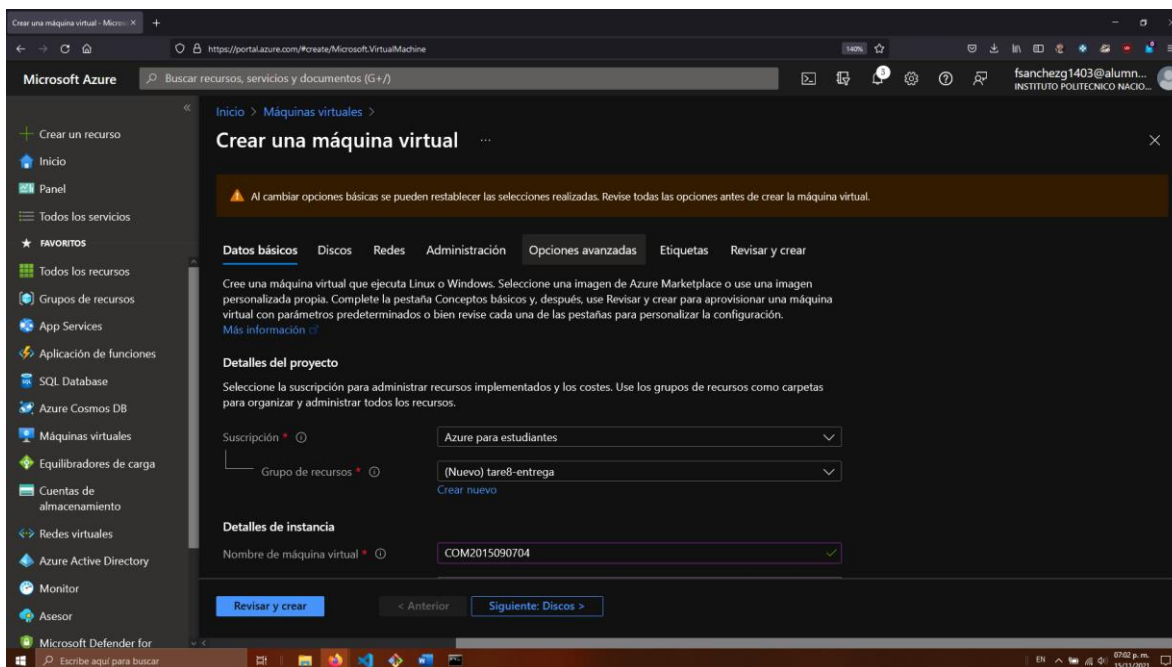 Crear una máquina virtual - Micros
https://portal.azure.com/#create/Microsoft.VirtualMachine
140%
Microsoft Azure
Buscar recursos, servicios y documentos (G+/)
3
fsanchezg1403@alumn...
INSTITUTO POLITECNICO NACIO...
Crear un recurso
Inicio
Panel
Todos los servicios
FAVORITOS
Todos los recursos
Grupos de recursos
App Services
Aplicación de funciones
SQL Database
Azure Cosmos DB
Máquinas virtuales
Equilibradores de carga
Cuentas de
almacenamiento
Redes virtuales
Azure Active Directory
Monitor
Asesor
Microsoft Defender for
Inicio > Máquinas virtuales >
Crear una máquina virtual ...
Al cambiar opciones básicas se pueden restablecer las selecciones realizadas. Revise todas las opciones antes de crear la máquina virtual.
Datos básicos Discos Redes Administración Opciones avanzadas Etiquetas Revisar y crear
Cree una máquina virtual que ejecuta Linux o Windows. Seleccione una imagen de Azure Marketplace o use una imagen
personalizada propia. Complete la pestaña Conceptos básicos y, después, use Revisar y crear para aprovisionar una máquina
virtual con parámetros predeterminados o bien revise cada una de las pestañas para personalizar la configuración.
Más información
Detalles del proyecto
Seleccione la suscripción para administrar recursos implementados y los costes. Use los grupos de recursos como carpetas
para organizar y administrar todos los recursos.
Suscripción * Azure para estudiantes
Grupo de recursos * (Nuevo) tare8-entrega
Crear nuevo
Detalles de instancia
Nombre de máquina virtual * COM2015090704
Revisar y crear < Anterior Siguiente: Discos >
Escribe aquí para buscar
EN
07:02 p. m.
15/11/2021